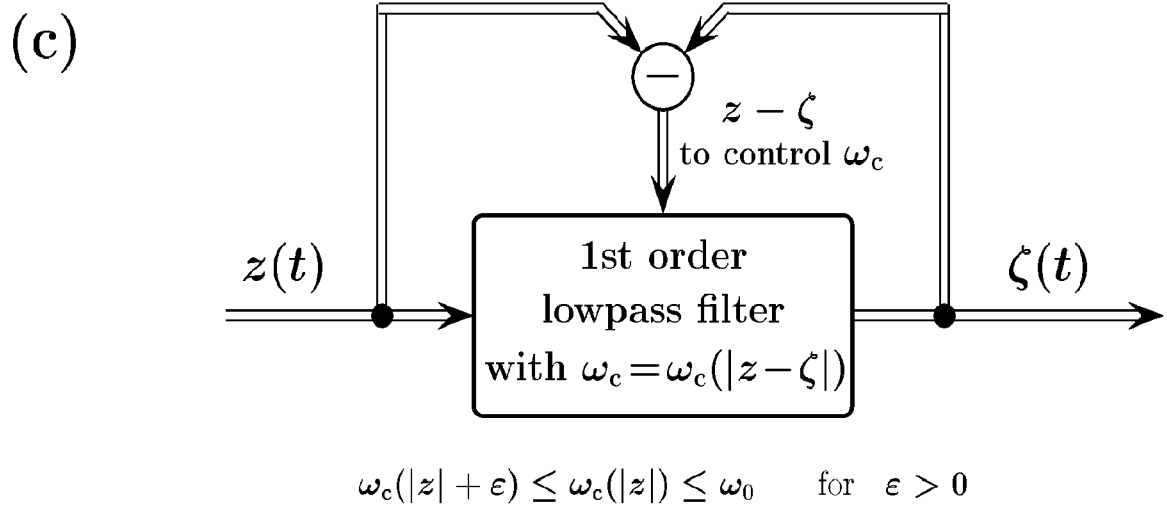 (c)
−
z − ζ
to control ω_c
z(t)
ζ(t)
1st order
lowpass filter
with ω_c=ω_c(|z−ζ|)
ω_c(|z| + ε) ≤ ω_c(|z|) ≤ ω_0 for ε > 0